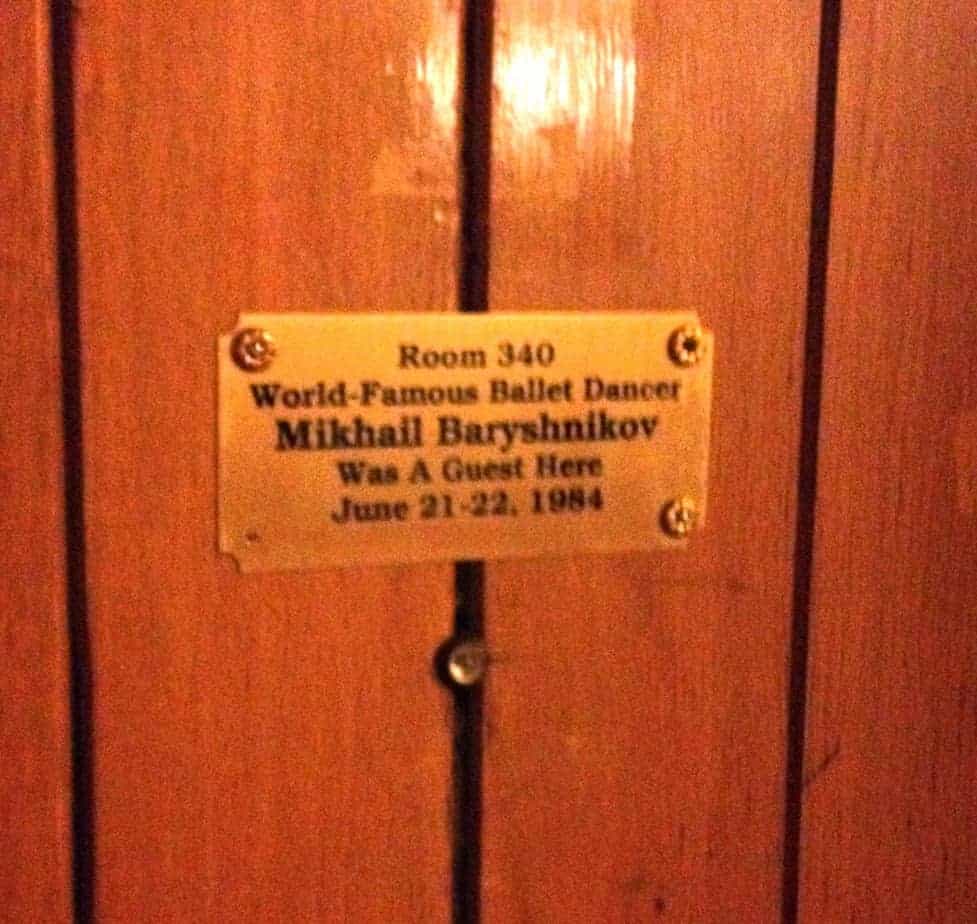 Room 340
World-Famous Ballet Dancer
Mikhail Baryshnikov
Was A Guest Here
June 21-22, 1984